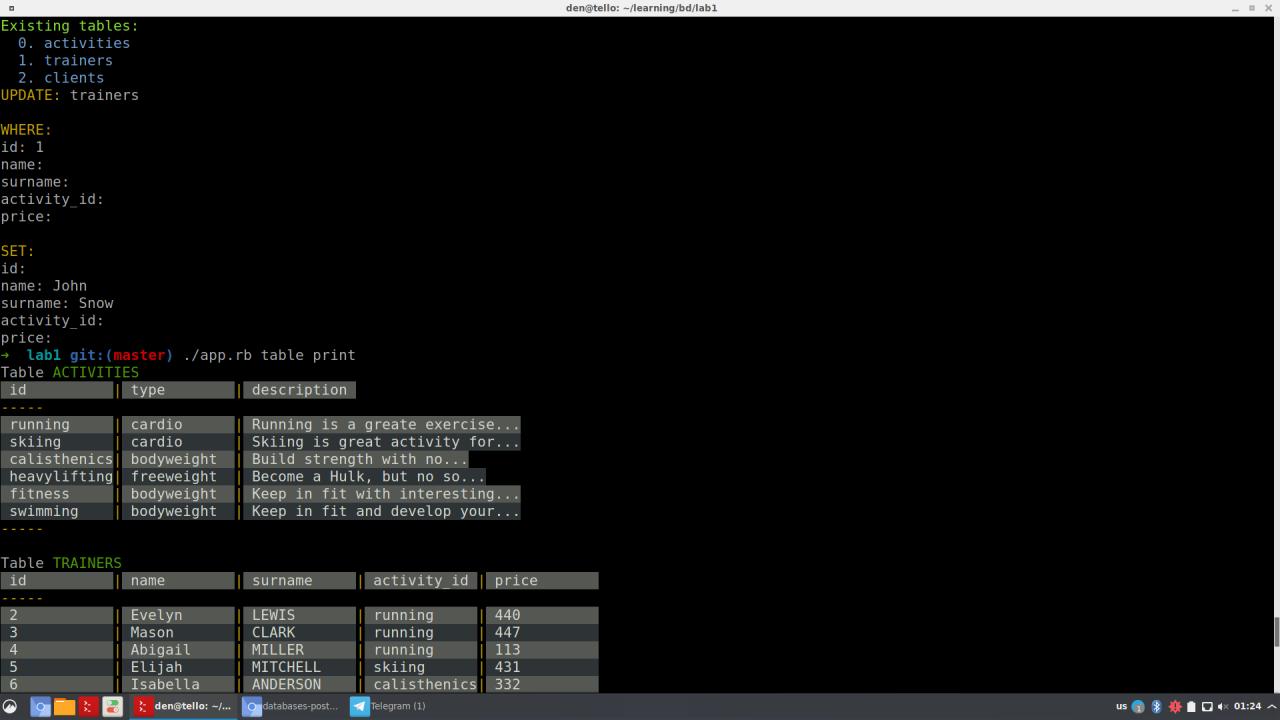 den@tello: ~/learning/bd/lab1
Existing tables:
0. activities
1. trainers
2. clients
UPDATE: trainers
WHERE:
id: 1
name:
surname:
activity_id:
price:
SET:
id:
name: John
surname: Snow
activity_id:
price:
➜ lab1 git:(master) ./app.rb table print
Table ACTIVITIES
id | type | description
-----
running | cardio | Running is a greate exercise...
skiing | cardio | Skiing is great activity for...
calisthenics| bodyweight | Build strength with no...
heavylifting| freeweight | Become a Hulk, but no so...
fitness | bodyweight | Keep in fit with interesting...
swimming | bodyweight | Keep in fit and develop your...
-----
Table TRAINERS
id | name | surname | activity_id | price
-----
2 | Evelyn | LEWIS | running | 440
3 | Mason | CLARK | running | 447
4 | Abigail | MILLER | running | 113
5 | Elijah | MITCHELL | skiing | 431
6 | Isabella | ANDERSON | calisthenics| 332
den@tello: ~/... databases-post... Telegram (1) us 1 01:24